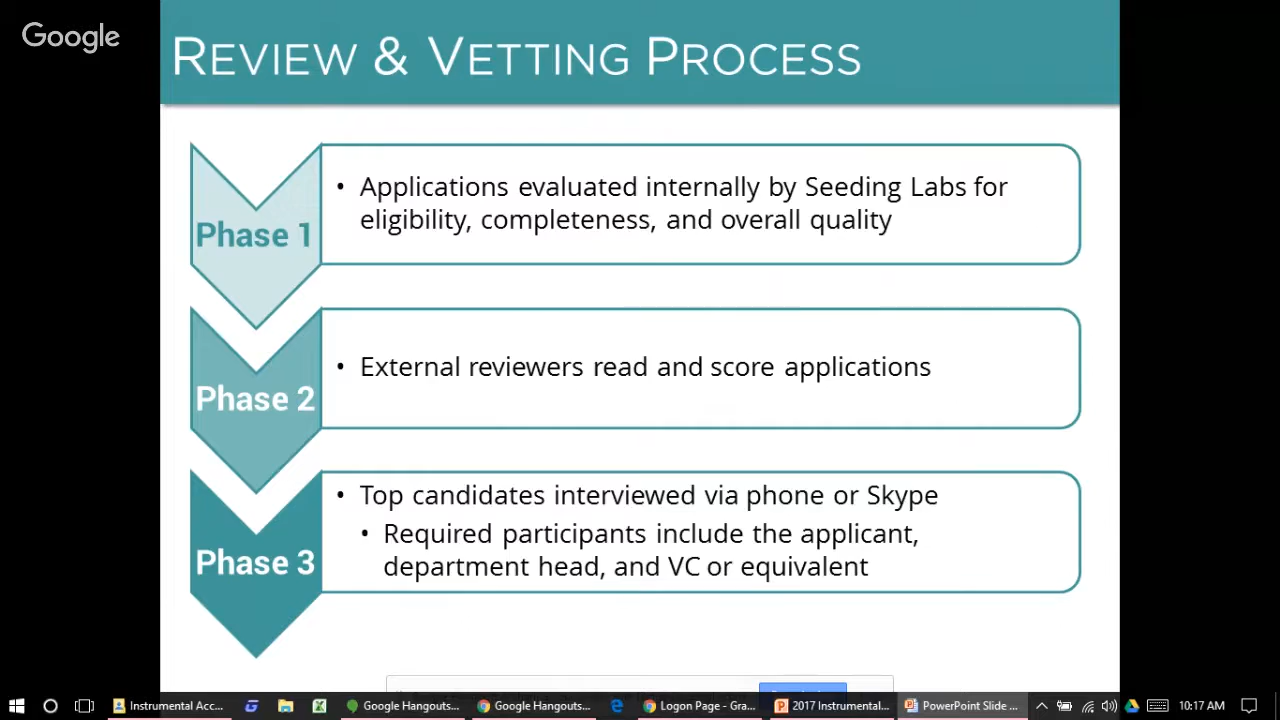 Google
REVIEW & VETTING PROCESS
Phase 1
• Applications evaluated internally by Seeding Labs for
eligibility, completeness, and overall quality
Phase 2
• External reviewers read and score applications
Phase 3
• Top candidates interviewed via phone or Skype
• Required participants include the applicant,
department head, and VC or equivalent
Instrumental Acc...
Google Hangouts...
Google Hangouts...
Logon Page - Gra...
2017 Instrumental...
PowerPoint Slide ...
10:17 AM